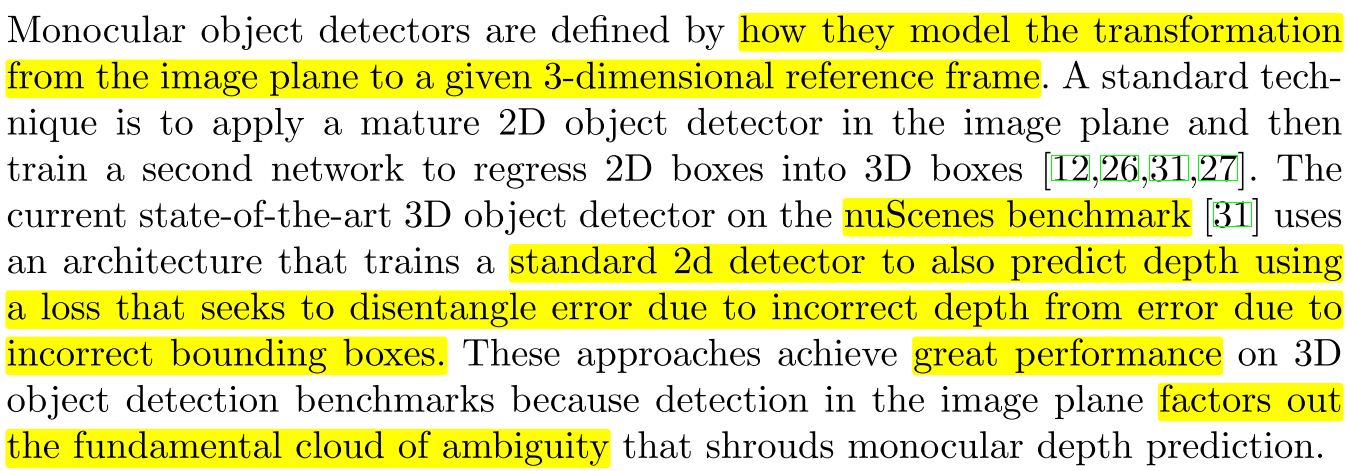 Monocular object detectors are defined by how they model the transformation
from the image plane to a given 3-dimensional reference frame. A standard tech-
nique is to apply a mature 2D object detector in the image plane and then
train a second network to regress 2D boxes into 3D boxes [12,26,31,27]. The
current state-of-the-art 3D object detector on the nuScenes benchmark [31] uses
an architecture that trains a standard 2d detector to also predict depth using
a loss that seeks to disentangle error due to incorrect depth from error due to
incorrect bounding boxes. These approaches achieve great performance on 3D
object detection benchmarks because detection in the image plane factors out
the fundamental cloud of ambiguity that shrouds monocular depth prediction.